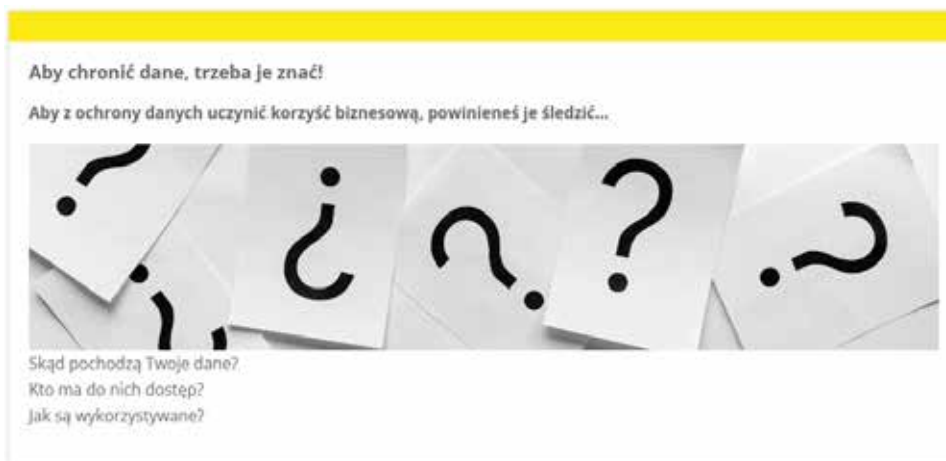 Aby chronić dane, trzeba je znać!
Aby z ochrony danych uczynić korzyść biznesową, powinieneś je śledzić...
? ? ? ? ? ?
Skąd pochodzą Twoje dane?
Kto ma do nich dostęp?
Jak są wykorzystywane?